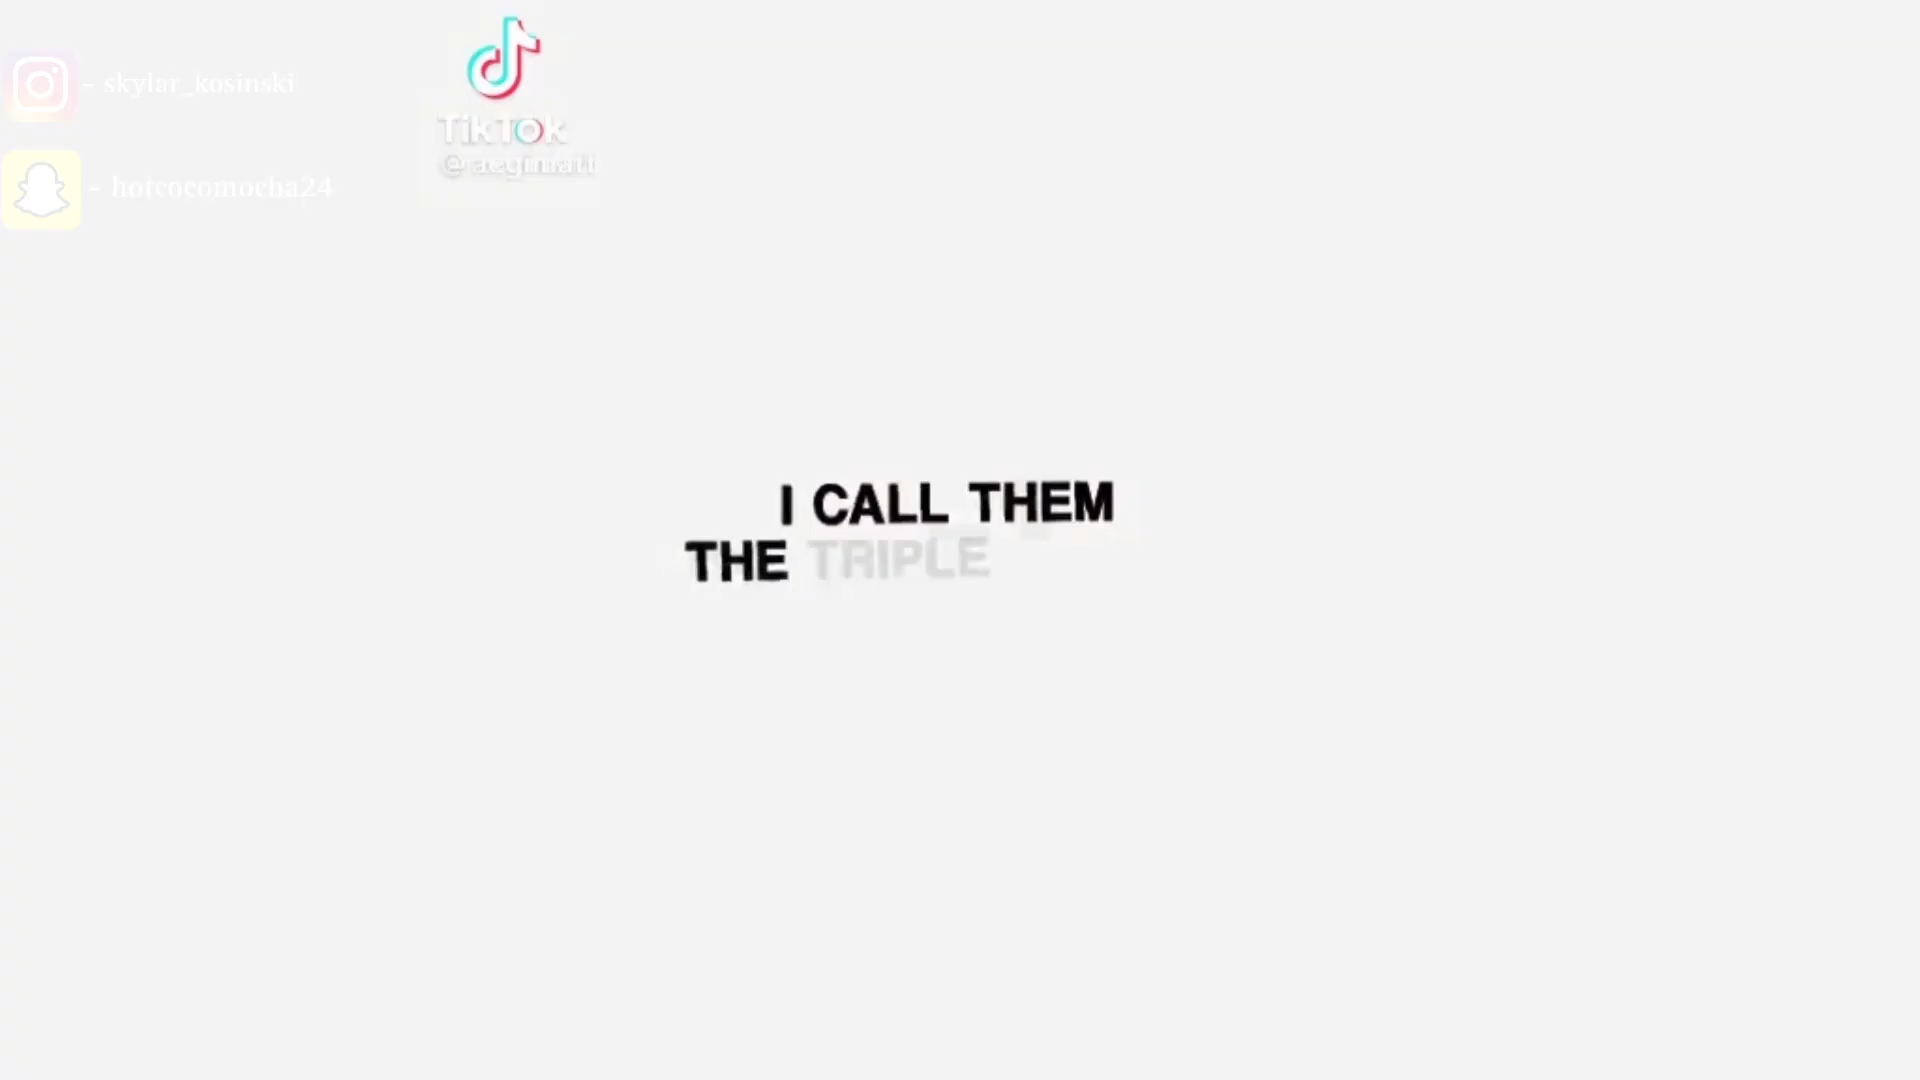 - skylar_kosinski
- hotcocomocha24
TikTok
I CALL THEM
THE TRIPLE